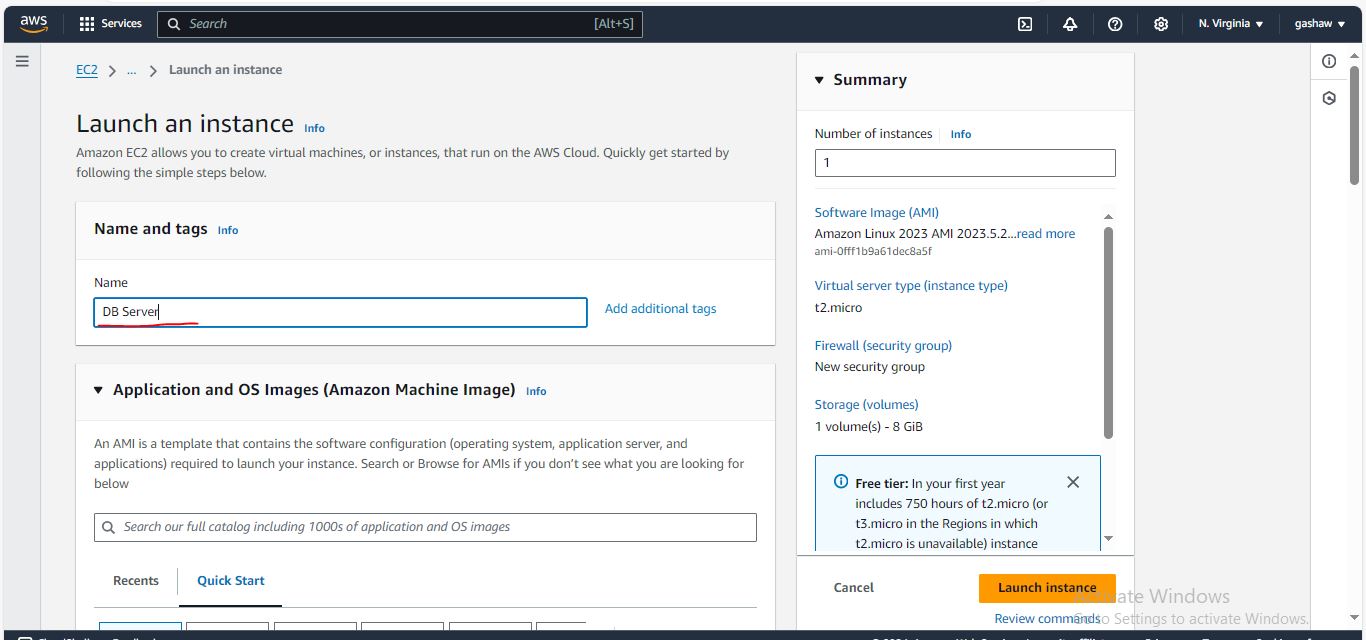 aws
Services
Search [Alt+S]
N. Virginia
gashaw
EC2 > ... > Launch an instance
Launch an instance Info
Amazon EC2 allows you to create virtual machines, or instances, that run on the AWS Cloud. Quickly get started by
following the simple steps below.
Name and tags Info
Name
DB Server
Add additional tags
Application and OS Images (Amazon Machine Image) Info
An AMI is a template that contains the software configuration (operating system, application server, and
applications) required to launch your instance. Search or Browse for AMIs if you don't see what you are looking for
below
Search our full catalog including 1000s of application and OS images
Recents
Quick Start
Summary
Number of instances Info
1
Software Image (AMI)
Amazon Linux 2023 AMI 2023.5.2...read more
ami-0fff1b9a61dec8a5f
Virtual server type (instance type)
t2.micro
Firewall (security group)
New security group
Storage (volumes)
1 volume(s) - 8 GiB
Free tier: In your first year
includes 750 hours of t2.micro (or
t3.micro in the Regions in which
t2.micro is unavailable) instance
Cancel
Launch instance
Review commands
Activate Windows
Go to Settings to activate Windows.